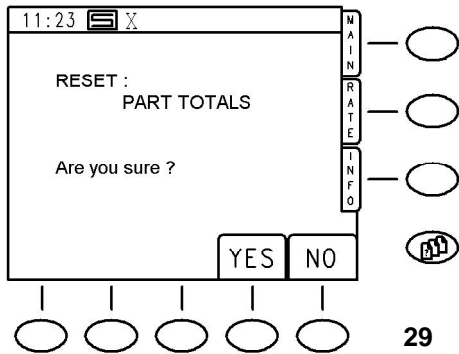 11:23 S X
MAIN
RATE
INFO
RESET :
PART TOTALS
Are you sure ?
YES NO
29